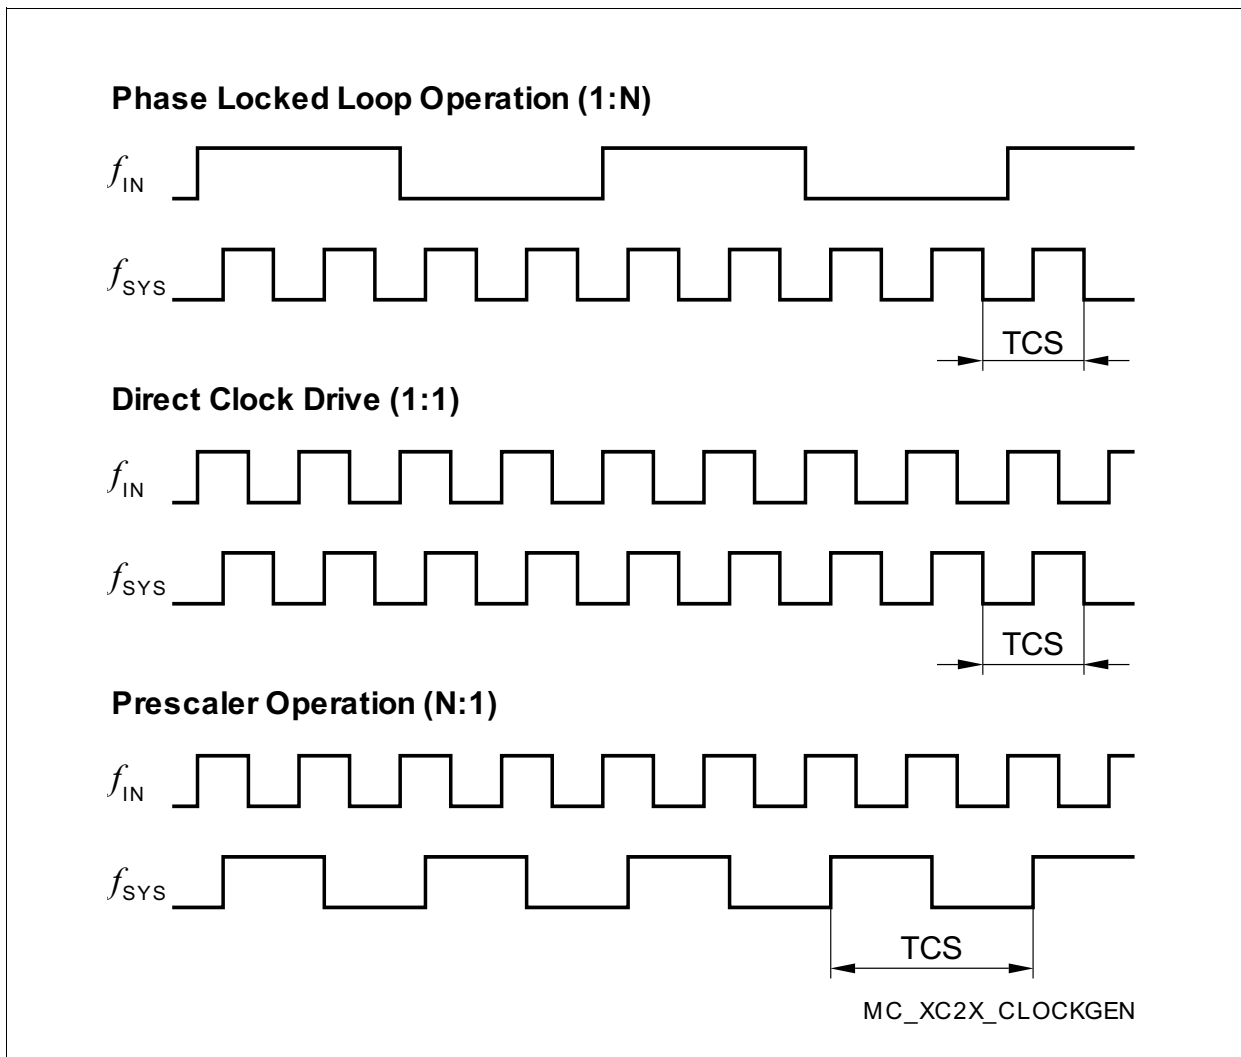 Phase Locked Loop Operation (1:N)
fIN
fSYS
TCS
Direct Clock Drive (1:1)
fIN
fSYS
TCS
Prescaler Operation (N:1)
fIN
fSYS
TCS
MC_XC2X_CLOCKGEN